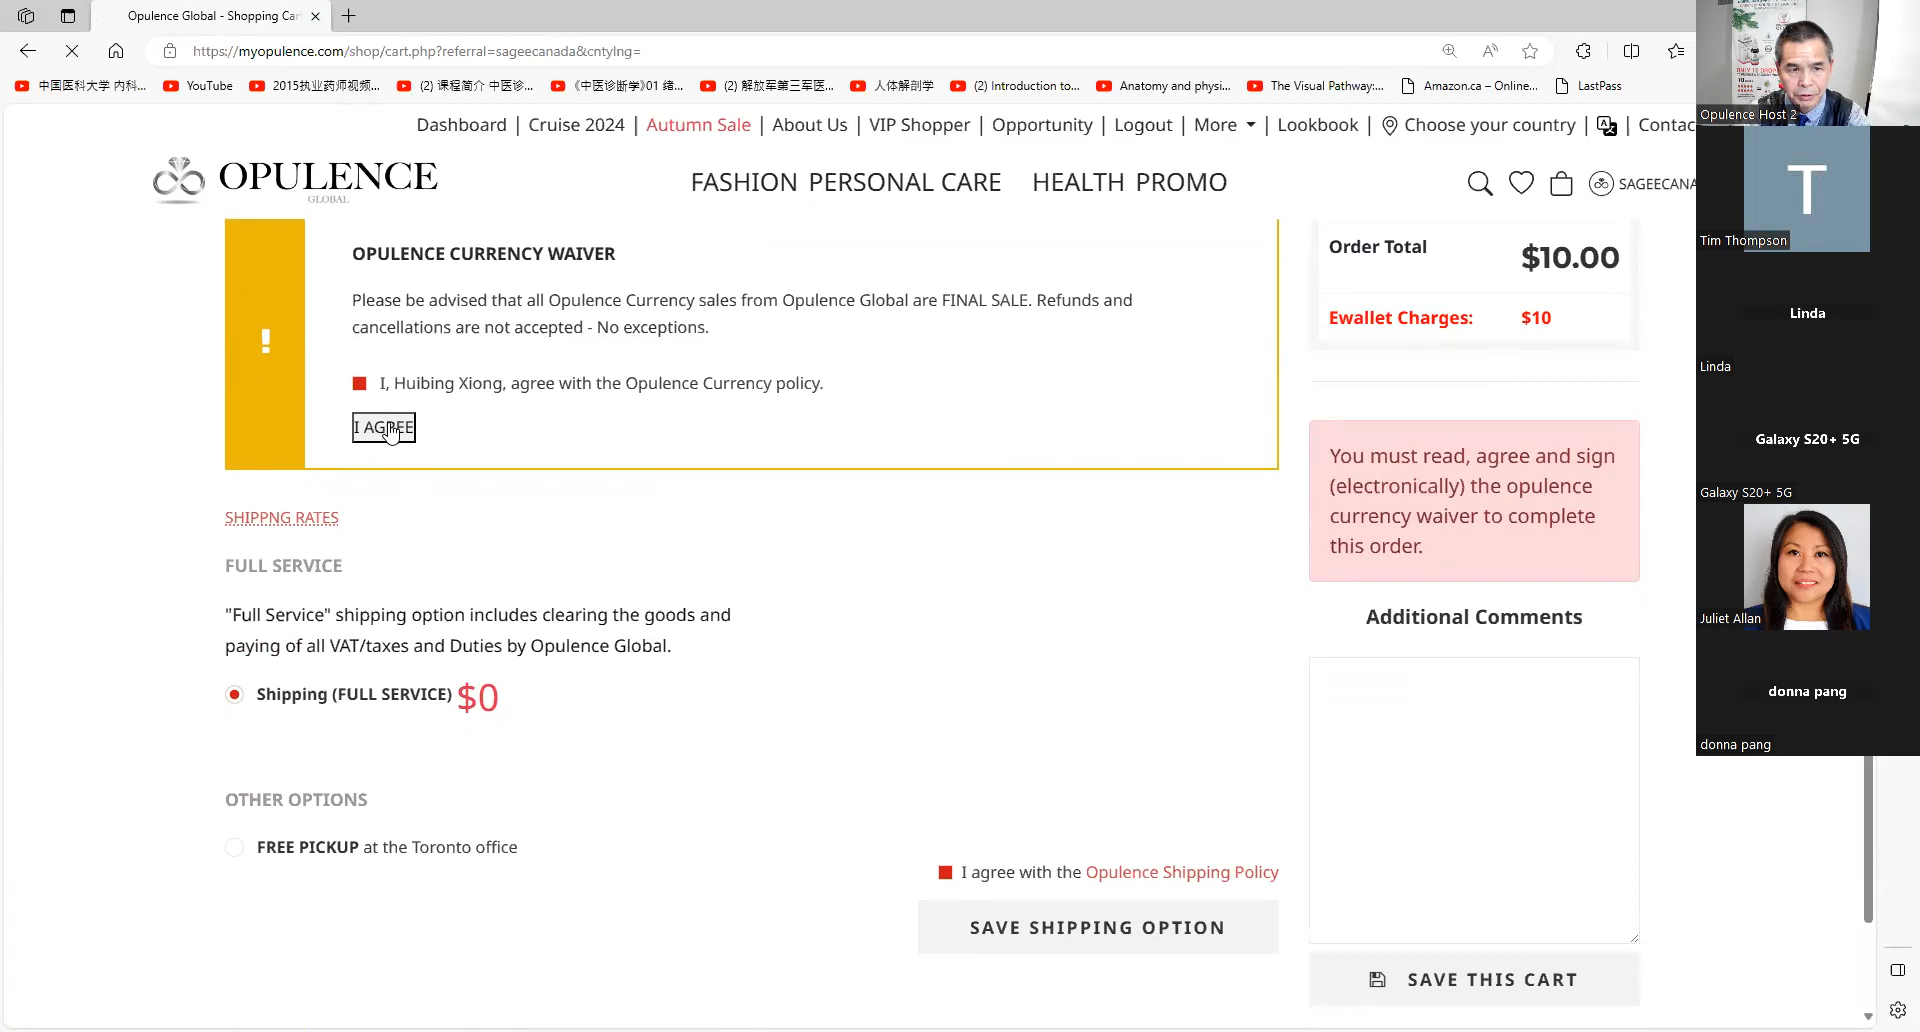 Opulence Global - Shopping Car
https://myopulence.com/shop/cart.php?referral=sageecanada&cntylng=
中国医科大学 内科...
YouTube
2015执业药师视频...
(2) 课程简介 中医诊...
《中医诊断学》01 绪...
(2) 解放军第三军医...
人体解剖学
(2) Introduction to...
Anatomy and physi...
The Visual Pathway:...
Amazon.ca – Online...
LastPass
Dashboard | Cruise 2024 | Autumn Sale | About Us | VIP Shopper | Opportunity | Logout | More | Lookbook | Choose your country | Contac
OPULENCE
GLOBAL
FASHION PERSONAL CARE HEALTH PROMO
SAGEECANA
OPULENCE CURRENCY WAIVER
Please be advised that all Opulence Currency sales from Opulence Global are FINAL SALE. Refunds and
cancellations are not accepted - No exceptions.
I, Huibing Xiong, agree with the Opulence Currency policy.
I AGREE
SHIPPNG RATES
FULL SERVICE
"Full Service" shipping option includes clearing the goods and
paying of all VAT/taxes and Duties by Opulence Global.
Shipping (FULL SERVICE) $0
OTHER OPTIONS
FREE PICKUP at the Toronto office
I agree with the Opulence Shipping Policy
SAVE SHIPPING OPTION
Order Total $10.00
Ewallet Charges: $10
You must read, agree and sign
(electronically) the opulence
currency waiver to complete
this order.
Additional Comments
SAVE THIS CART
Opulence Host 2
T
Tim Thompson
Linda
Linda
Galaxy S20+ 5G
Galaxy S20+ 5G
Juliet Allan
donna pang
donna pang